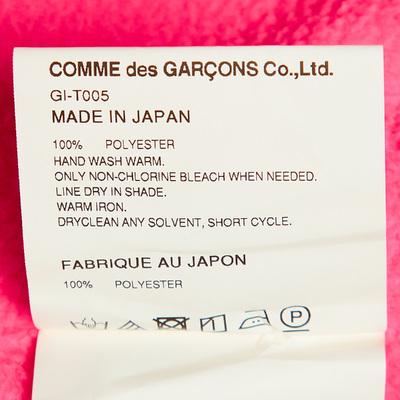 COMME des GARÇONS Co.,Ltd.
GI-T005
MADE IN JAPAN
100% POLYESTER
HAND WASH WARM.
ONLY NON-CHLORINE BLEACH WHEN NEEDED.
LINE DRY IN SHADE.
WARM IRON.
DRYCLEAN ANY SOLVENT, SHORT CYCLE.
FABRIQUE AU JAPON
100% POLYESTER
P